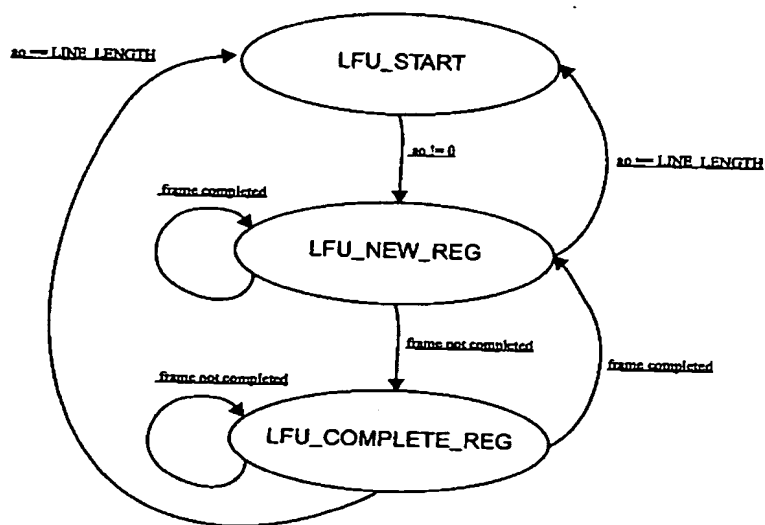 ao == LINE_LENGTH
LFU_START
ao != 0
ao == LINE_LENGTH
frame completed
LFU_NEW_REG
frame not completed
frame completed
frame not completed
LFU_COMPLETE_REG